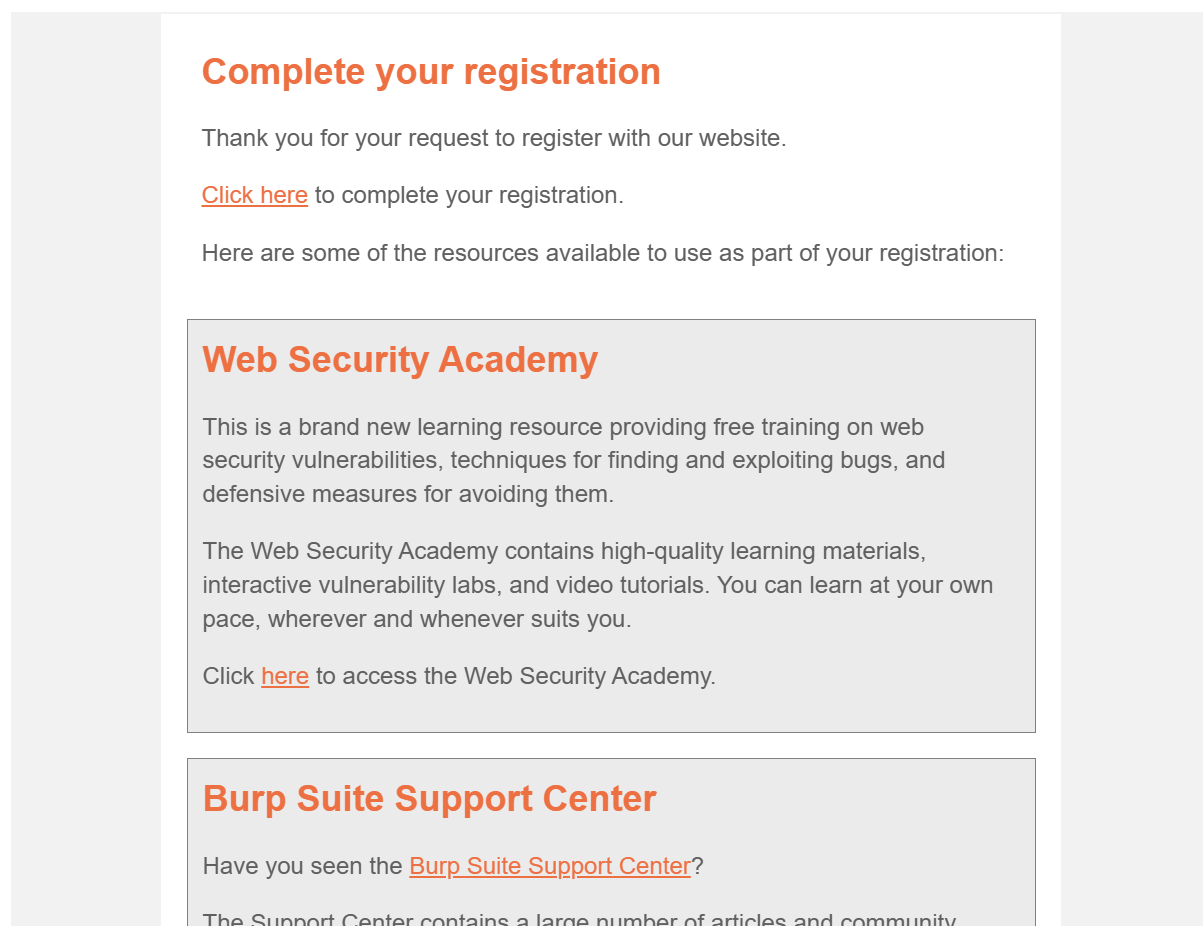 Complete your registration
Thank you for your request to register with our website.
Click here to complete your registration.
Here are some of the resources available to use as part of your registration:
Web Security Academy
This is a brand new learning resource providing free training on web
security vulnerabilities, techniques for finding and exploiting bugs, and
defensive measures for avoiding them.
The Web Security Academy contains high-quality learning materials,
interactive vulnerability labs, and video tutorials. You can learn at your own
pace, wherever and whenever suits you.
Click here to access the Web Security Academy.
Burp Suite Support Center
Have you seen the Burp Suite Support Center?
The Support Center contains a large number of articles and community